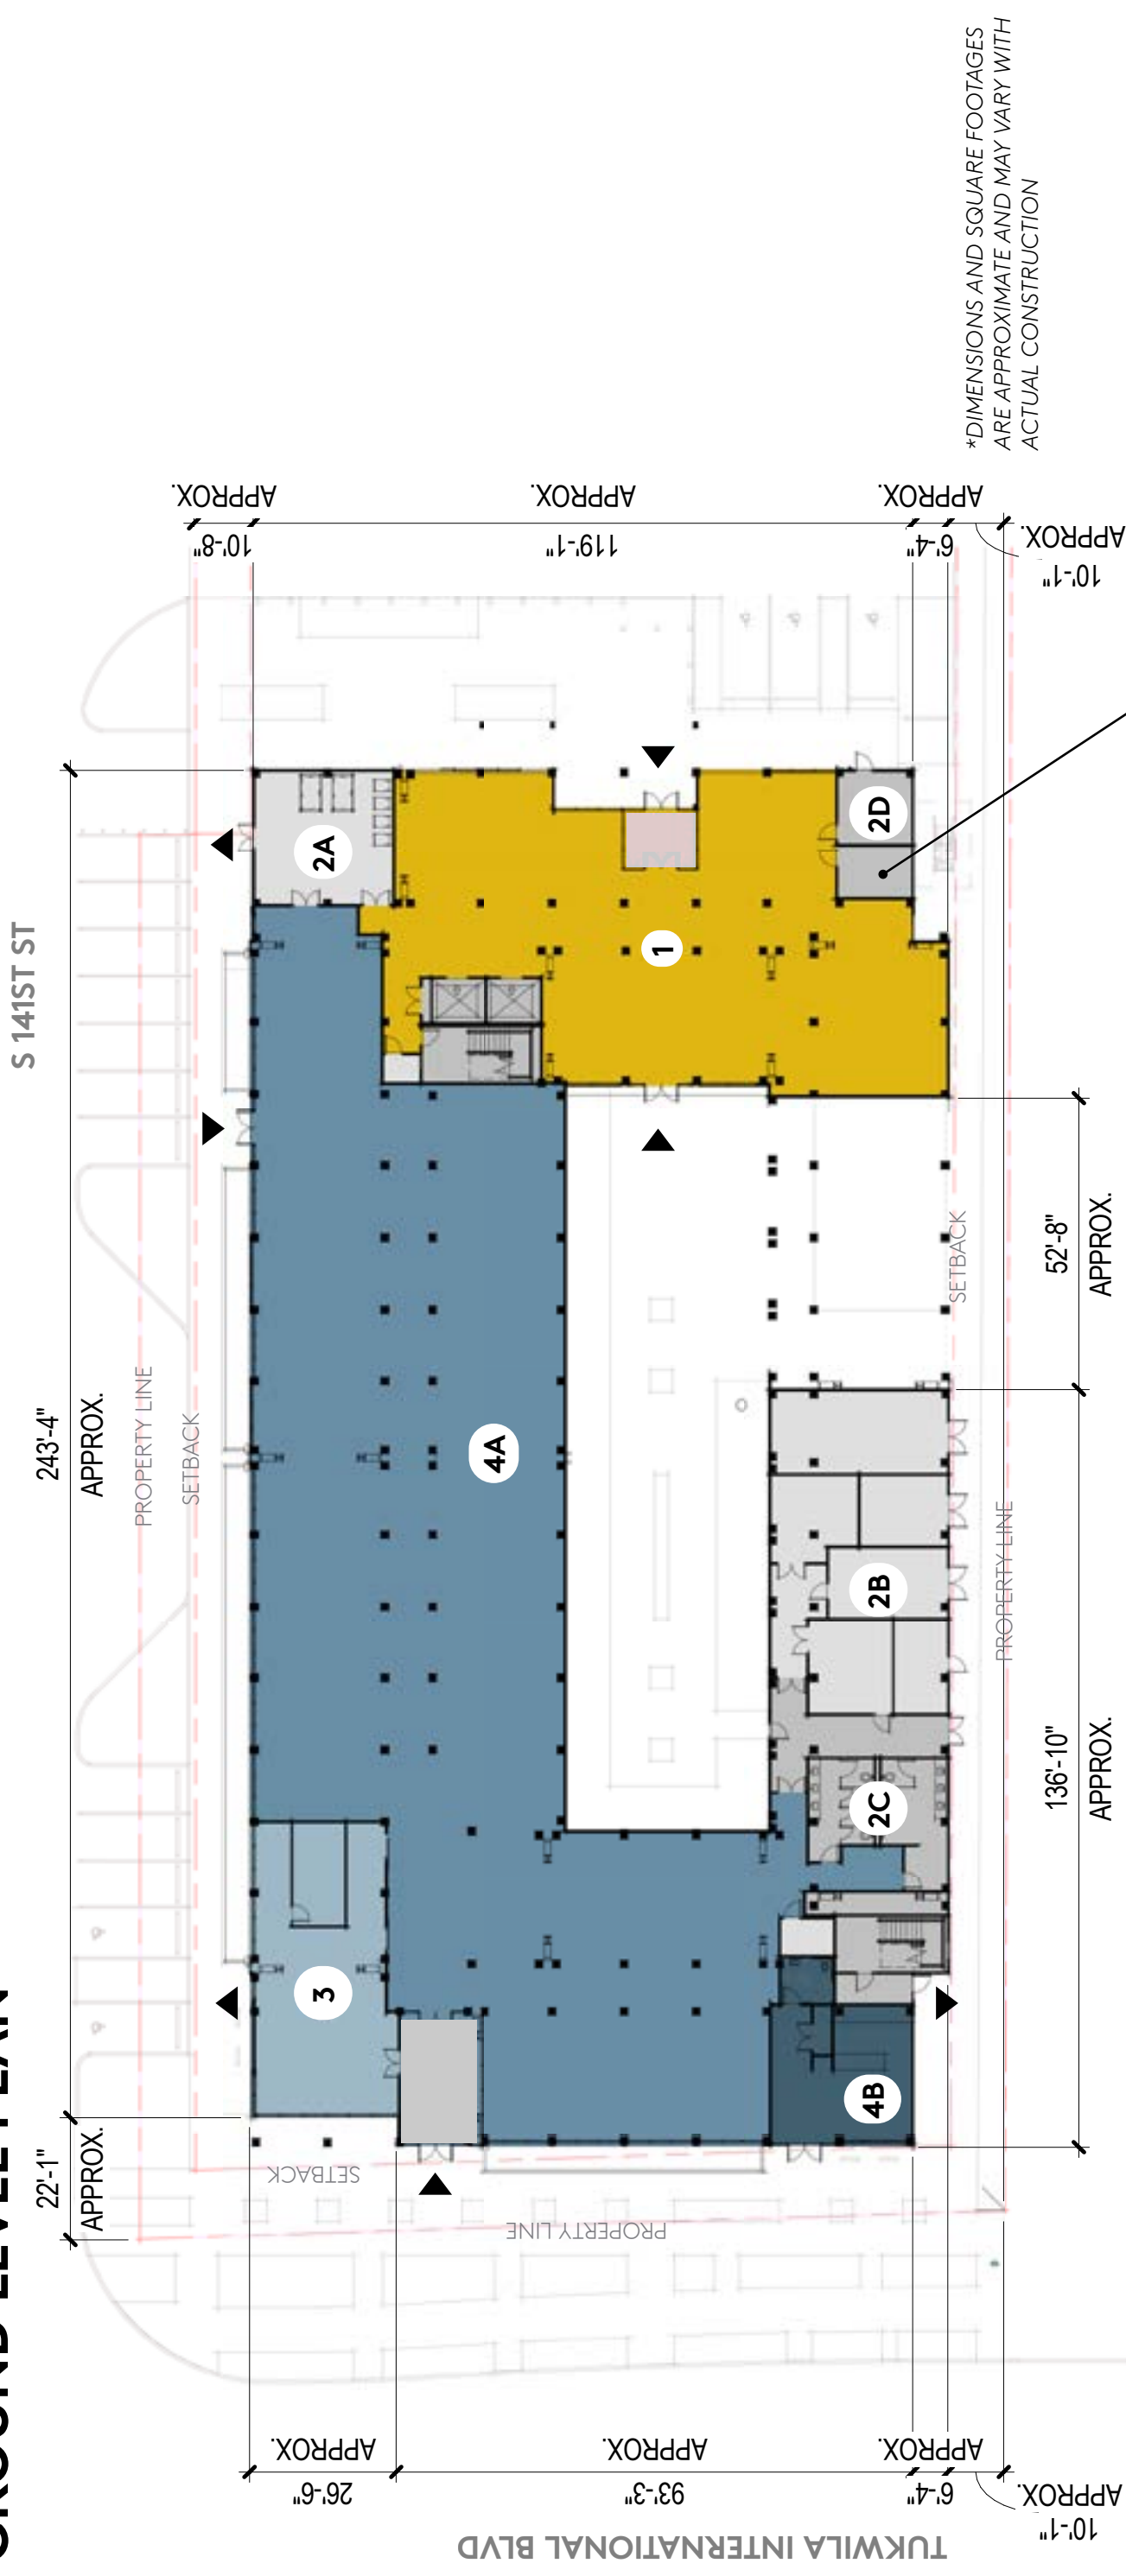 GROUND LEVEL PLAN
S 141ST ST
22'-1"
APPROX.
243'-4"
APPROX.
PROPERTY LINE
SETBACK
10'-8"
APPROX.
119'-1"
APPROX.
6'-4"
APPROX.
10'-1"
APPROX.
26'-6"
APPROX.
93'-3"
APPROX.
6'-4"
APPROX.
10'-1"
APPROX.
TUKWILA INTERNATIONAL BLVD
SETBACK
PROPERTY LINE
3
2A
4A
1
2D
4B
2C
2B
SETBACK
PROPERTY LINE
136'-10"
APPROX.
52'-8"
APPROX.
*DIMENSIONS AND SQUARE FOOTAGES
ARE APPROXIMATE AND MAY VARY WITH
ACTUAL CONSTRUCTION